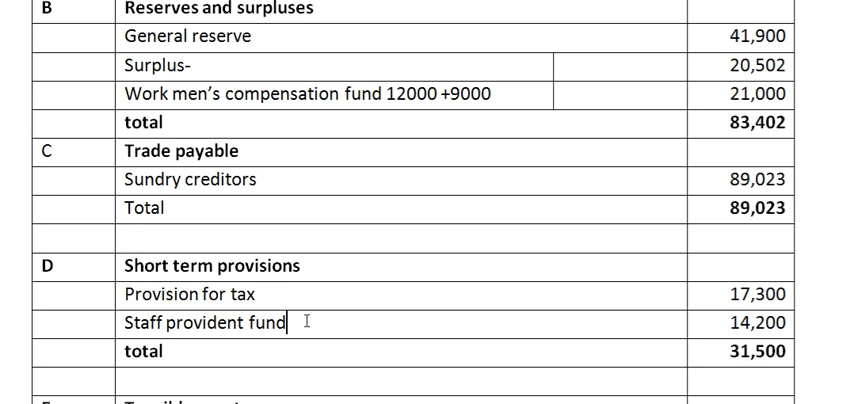 B Reserves and surpluses
General reserve 41,900
Surplus- 20,502
Work men's compensation fund 12000 +9000 21,000
total 83,402
C Trade payable
Sundry creditors 89,023
Total 89,023
D Short term provisions
Provision for tax 17,300
Staff provident fund 14,200
total 31,500